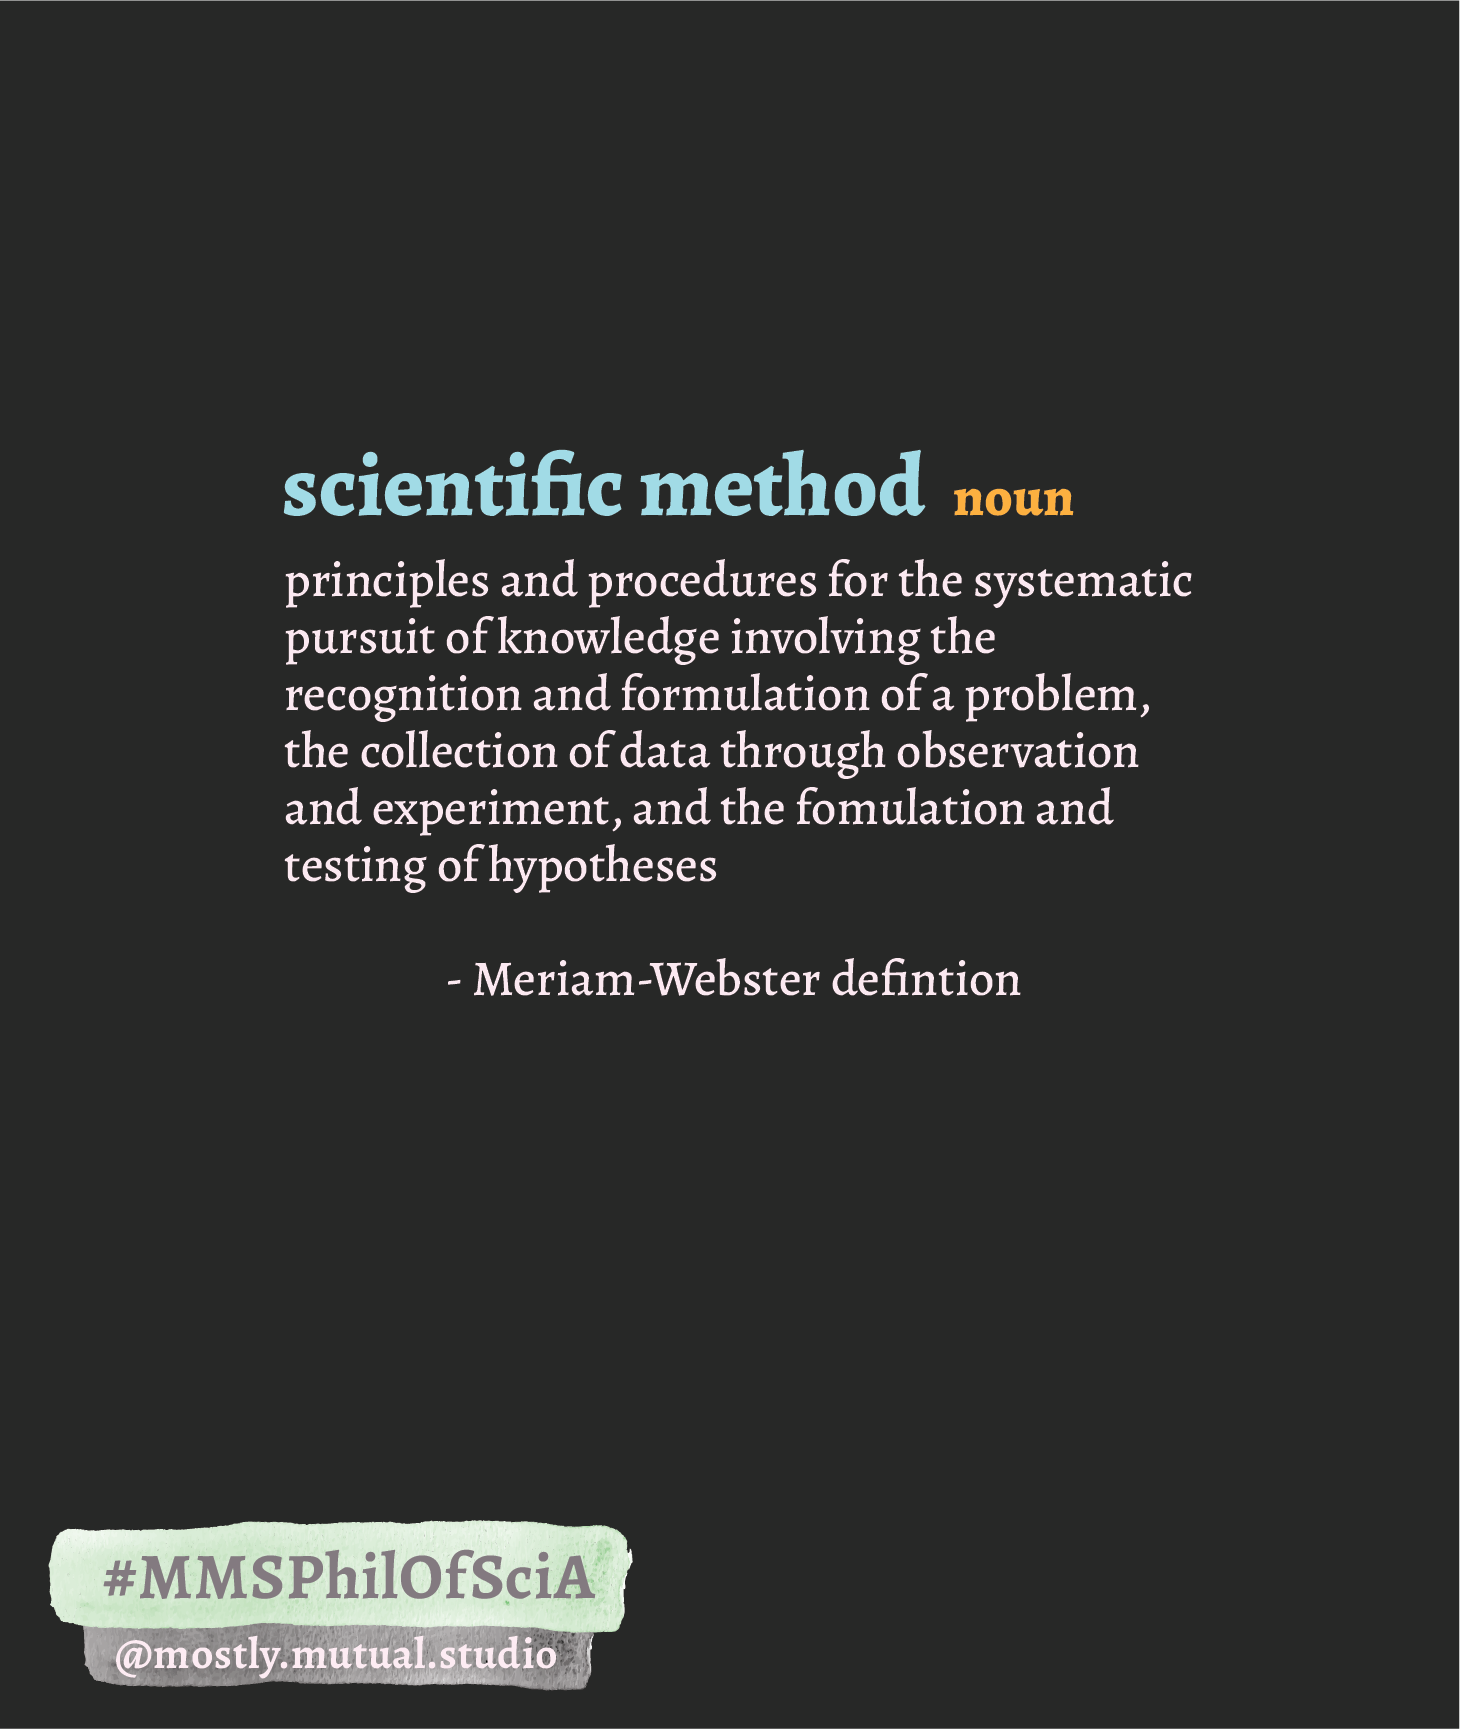 scientific method noun
principles and procedures for the systematic
pursuit of knowledge involving the
recognition and formulation of a problem,
the collection of data through observation
and experiment, and the fomulation and
testing of hypotheses
- Meriam-Webster defintion
#MMSPhilOfSciA
@mostly.mutual.studio